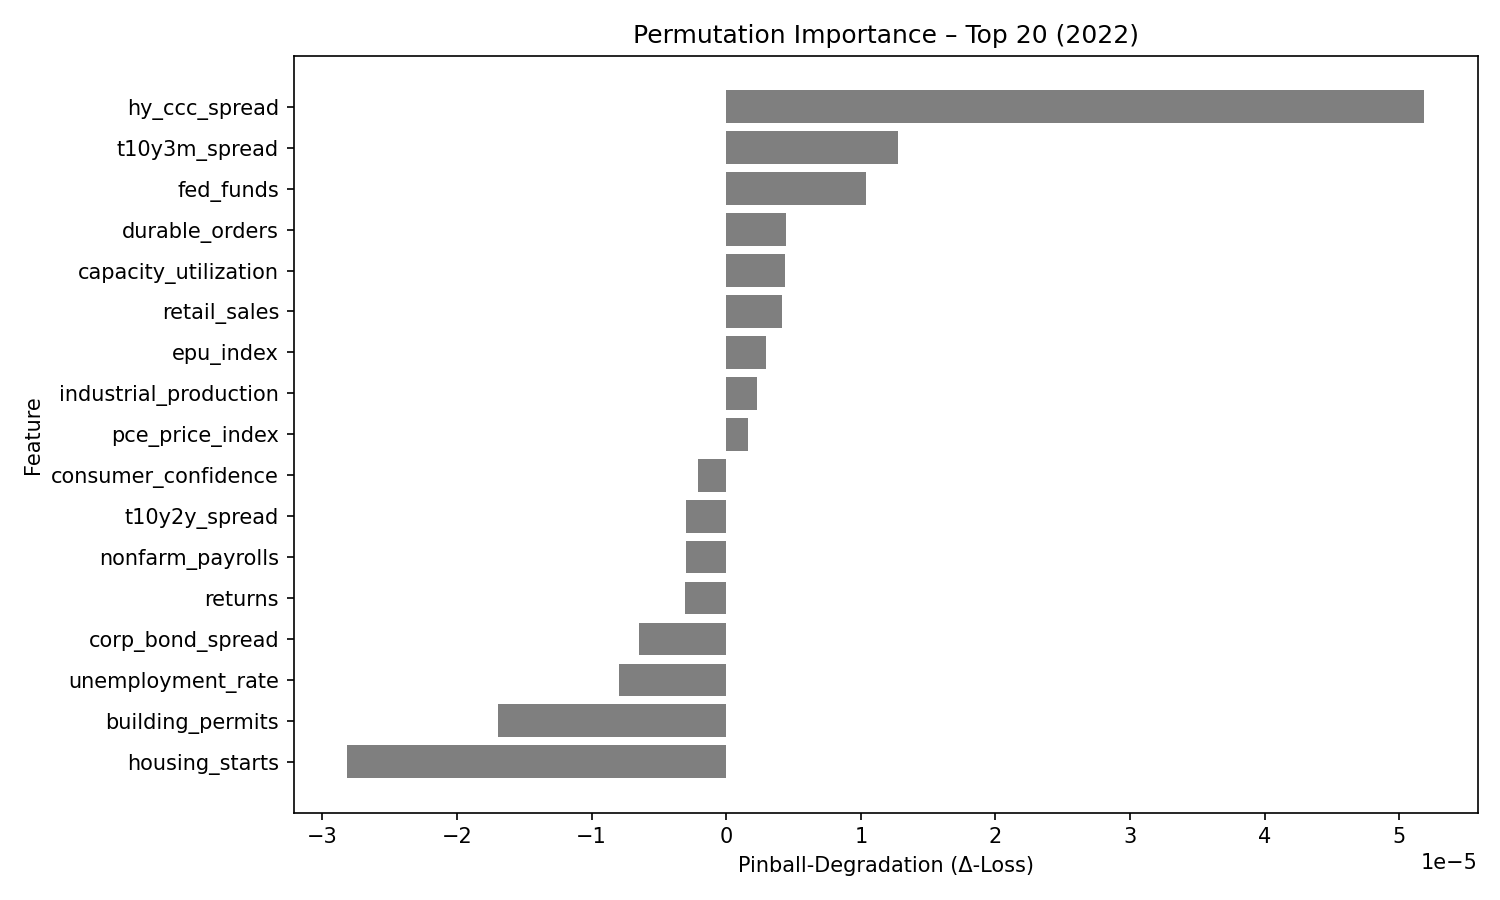 Permutation Importance – Top 20 (2022)
hy_ccc_spread
t10y3m_spread
fed_funds
durable_orders
capacity_utilization
retail_sales
epu_index
industrial_production
pce_price_index
consumer_confidence
t10y2y_spread
nonfarm_payrolls
returns
corp_bond_spread
unemployment_rate
building_permits
housing_starts
Feature
−3 −2 −1 0 1 2 3 4 5
1e−5
Pinball-Degradation (Δ-Loss)